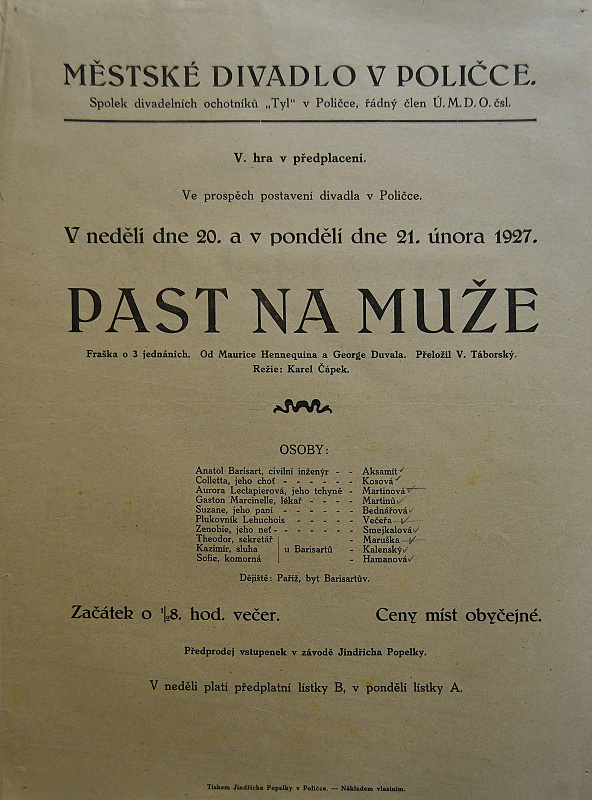 MĚSTSKÉ DIVADLO V POLIČCE.
Spolek divadelních ochotníků „Tyl" v Poličce, řádný člen Ú. M. D. O. čsl.
V. hra v předplacení.
Ve prospěch postavení divadla v Poličce.
V neděli dne 20. a v pondělí dne 21. února 1927.
PAST NA MUŽE
Fraška o 3 jednáních. Od Maurice Hennequina a George Duvala. Přeložil V. Táborský.
Režie: Karel Čápek.
OSOBY:
Anatol Barisart, civilní inženýr - - Aksamit
Colletta, jeho choť - - - - - - Kosová
Aurora Leclapierová, jeho tchyně - Martinová
Gaston Marcinelle, lékař - - - - - Martinů
Suzane, jeho paní - - - - - - Bednářová
Plukovník Lehuchois - - - - - - Večeřa
Zenobie, jeho neť - - - - - - - Smejkalová
Theodor, sekretář - Maruška
Kazimír, sluha u Barisartů - Kalenský
Sofie, komorná - Hamanová
Dějiště: Paříž, byt Barisartův.
Začátek o ½8. hod. večer. Ceny míst obyčejné.
Předprodej vstupenek v závodě Jindřicha Popelky.
V neděli platí předplatní lístky B, v pondělí lístky A.
Tiskem Jindřicha Popelky v Poličce. — Nákladem vlastním.